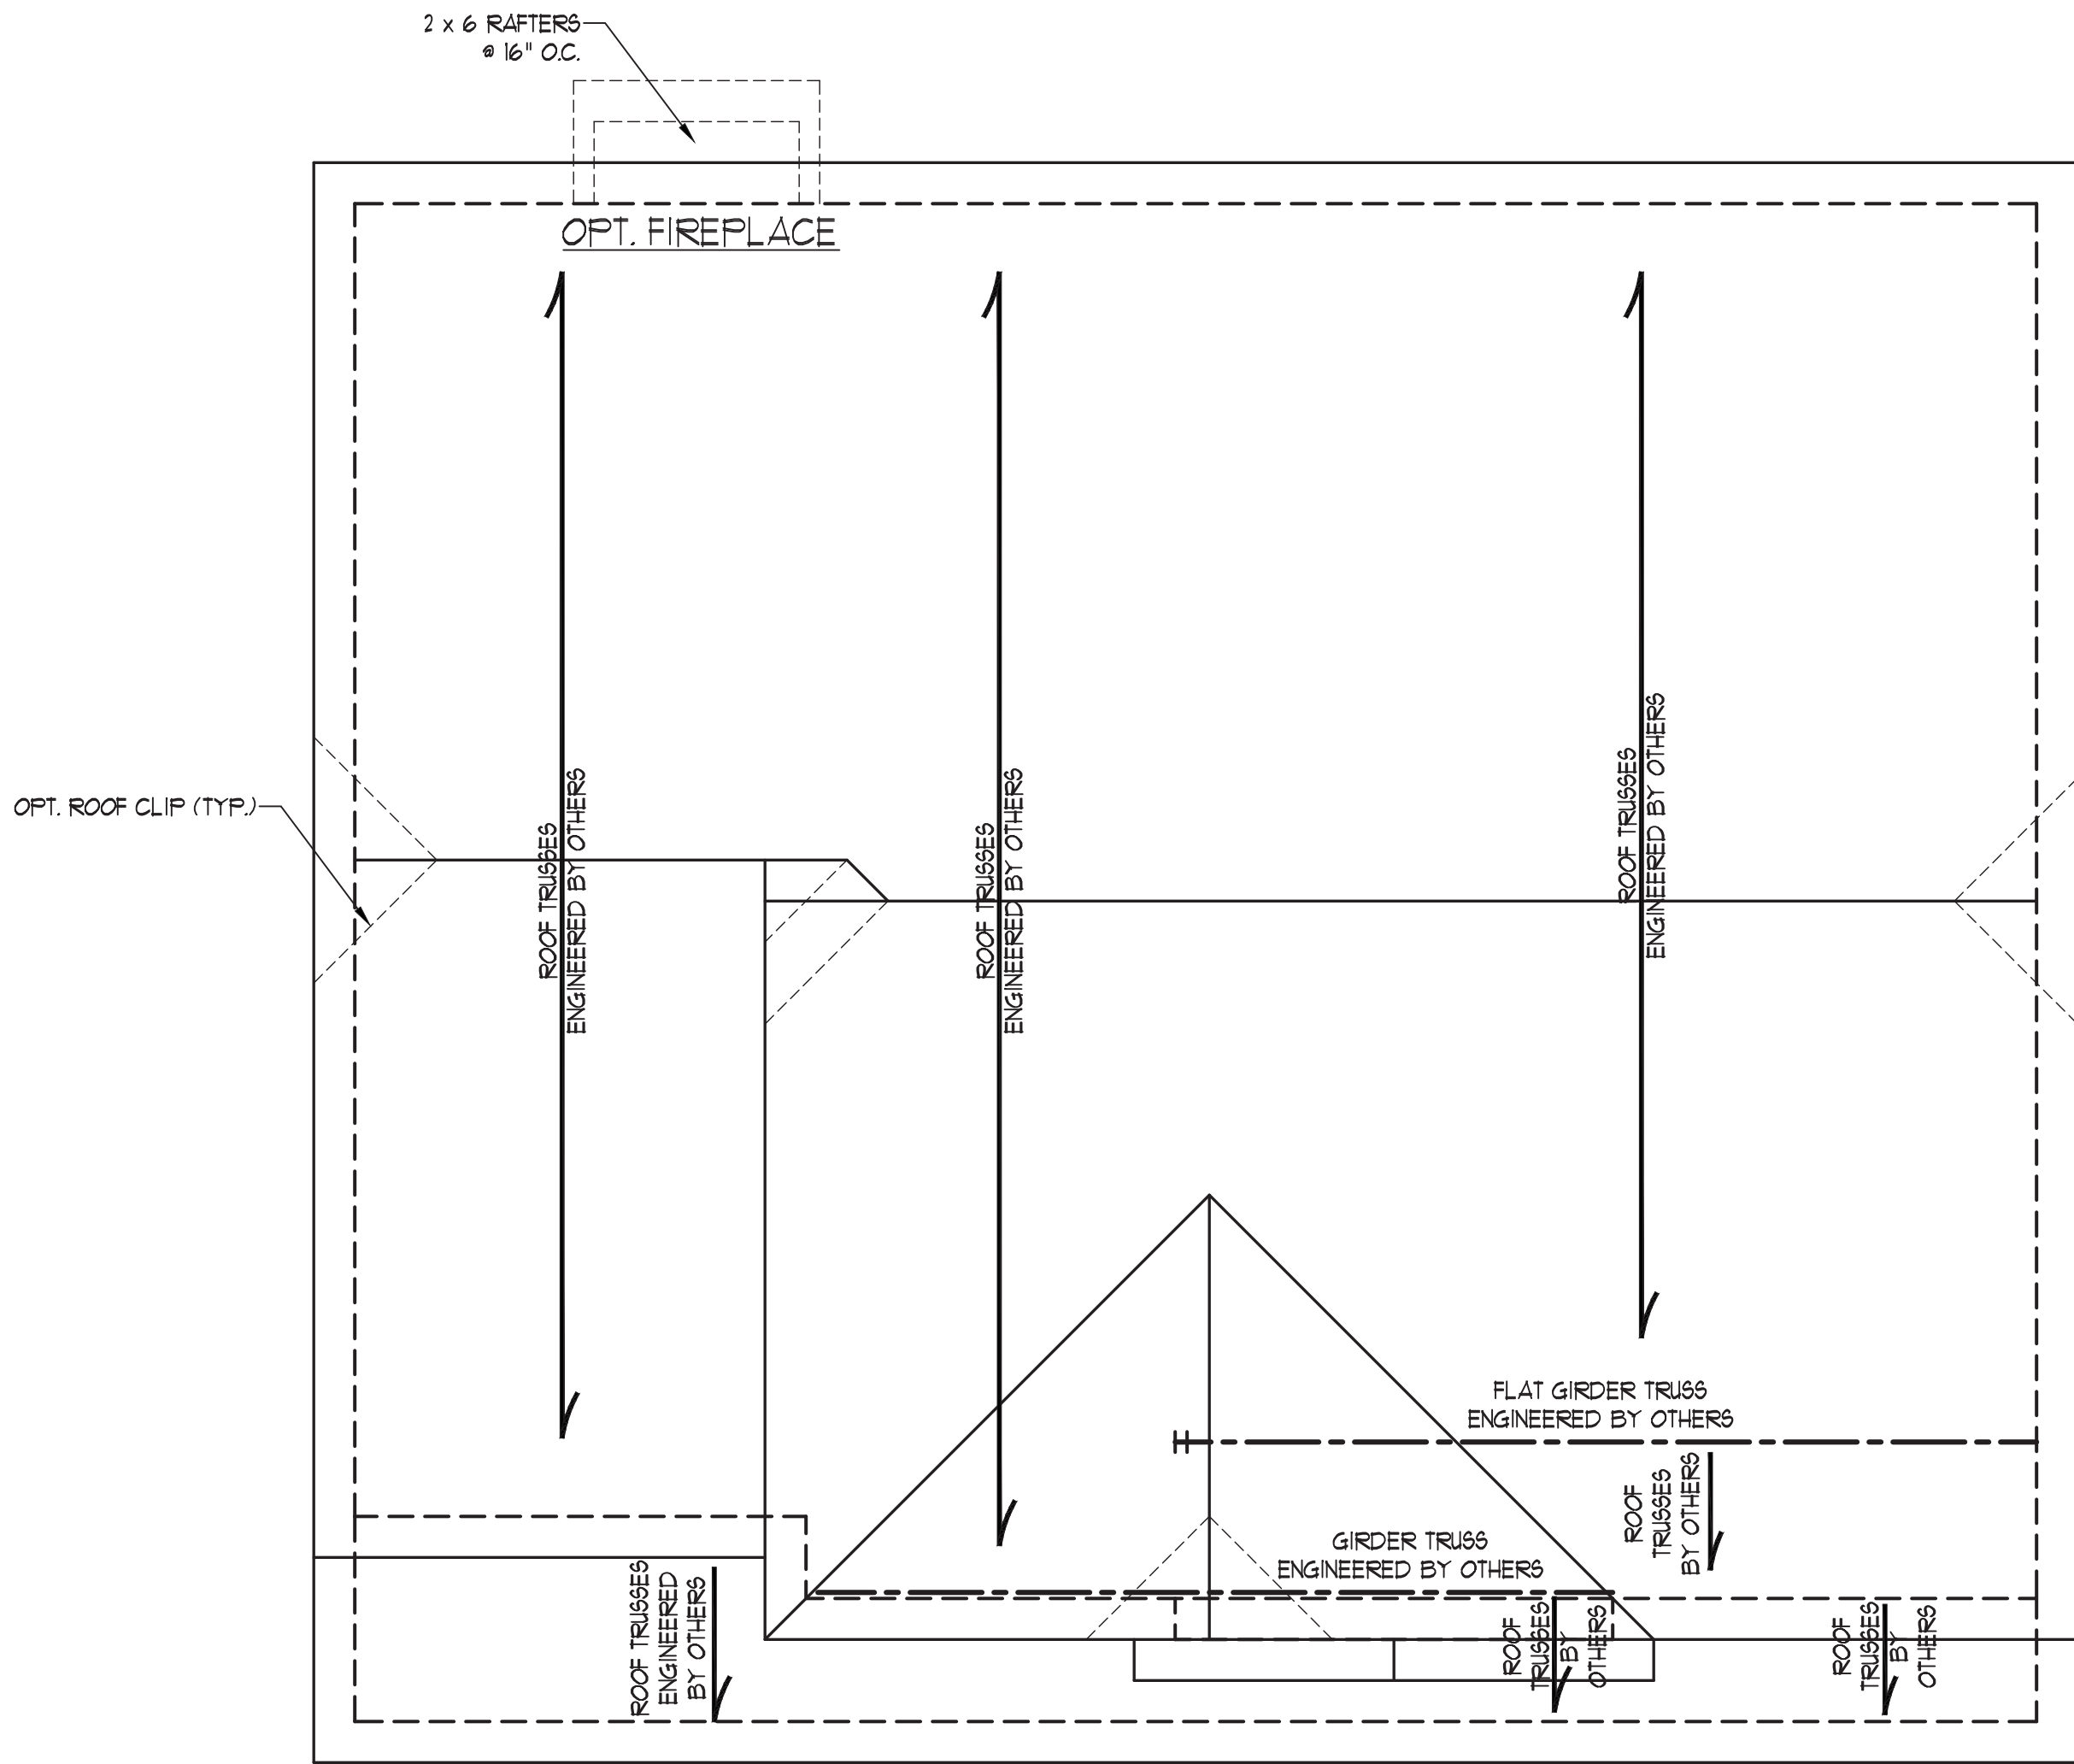 2 x 6 RAFTERS
@ 16" O.C.
OPT. FIREPLACE
OPT. ROOF CLIP (TYP.)
ROOF TRUSSES
ENGINEERED BY OTHERS
ROOF TRUSSES
ENGINEERED BY OTHERS
ROOF TRUSSES
ENGINEERED BY OTHERS
FLAT GIRDER TRUSS
ENGINEERED BY OTHERS
ROOF
TRUSSES
BY OTHERS
GIRDER TRUSS
ENGINEERED BY OTHERS
ROOF TRUSSES
ENGINEERED
BY OTHERS
ROOF
TRUSSES
BY
OTHERS
ROOF
TRUSSES
BY
OTHERS